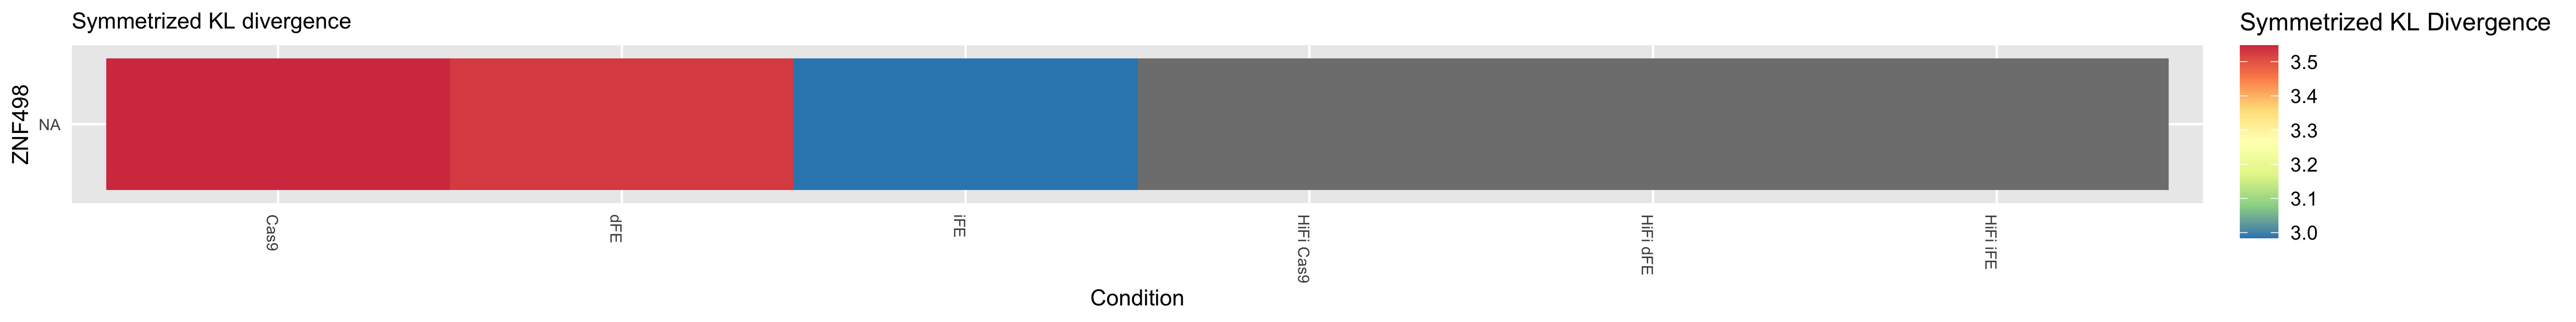 Symmetrized KL divergence
Symmetrized KL Divergence
ZNF498
NA
3.5
3.4
3.3
3.2
3.1
3.0
Cas9
dFE
iFE
HiFi Cas9
HiFi dFE
HiFi iFE
Condition